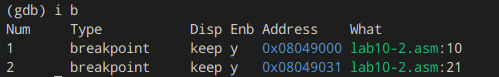 (gdb) i b
Num Type Disp Enb Address What
1 breakpoint keep y 0x08049000 lab10-2.asm:10
2 breakpoint keep y 0x08049031 lab10-2.asm:21